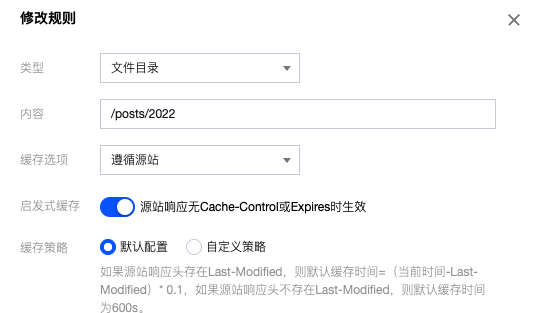 修改规则
类型
文件目录
内容
/posts/2022
缓存选项
遵循源站
启发式缓存
源站响应无Cache-Control或Expires时生效
缓存策略
默认配置
自定义策略
如果源站响应头存在Last-Modified，则默认缓存时间=（当前时间-Last-
Modified）* 0.1，如果源站响应头不存在Last-Modified，则默认缓存时间
为600s。